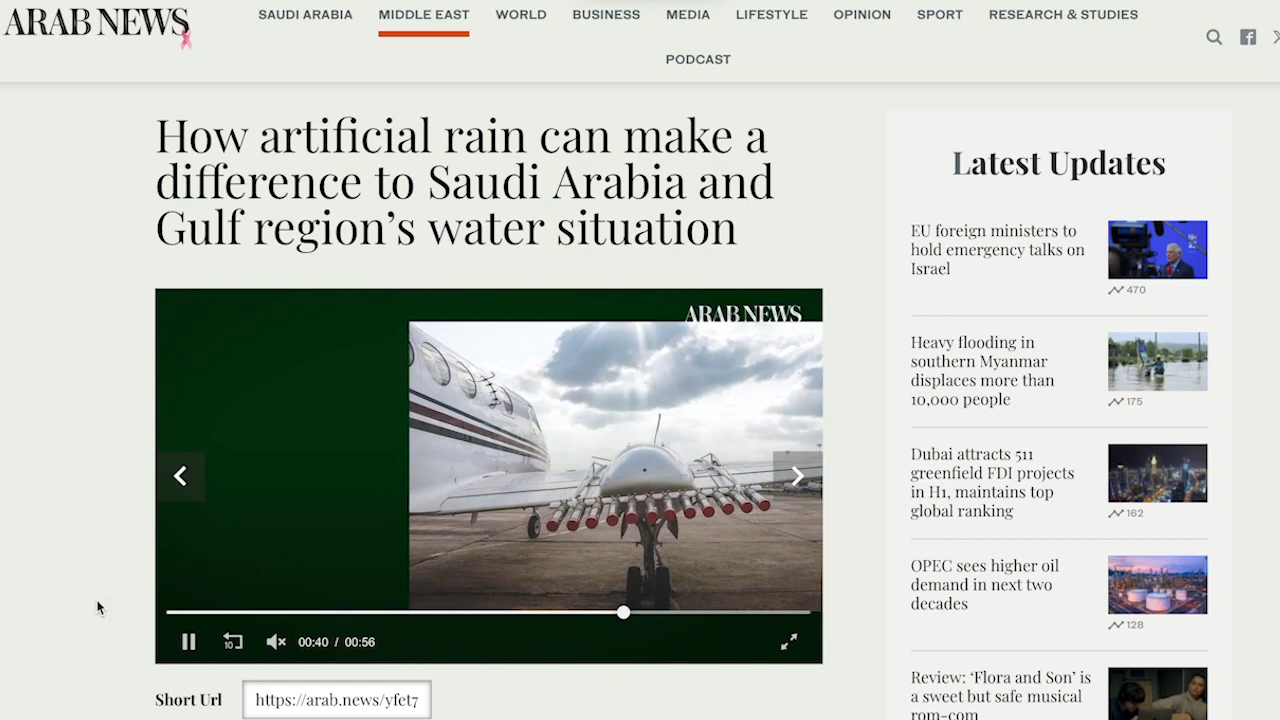 ARAB NEWS
SAUDI ARABIA
MIDDLE EAST
WORLD
BUSINESS
MEDIA
LIFESTYLE
OPINION
SPORT
RESEARCH & STUDIES
PODCAST
How artificial rain can make a
difference to Saudi Arabia and
Gulf region's water situation
ARAB NEWS
10
00:40 / 00:56
Short Url
https://arab.news/yfet7
Latest Updates
EU foreign ministers to
hold emergency talks on
Israel
470
Heavy flooding in
southern Myanmar
displaces more than
10,000 people
175
Dubai attracts 511
greenfield FDI projects
in H1, maintains top
global ranking
162
OPEC sees higher oil
demand in next two
decades
128
Review: ‘Flora and Son’ is
a sweet but safe musical
rom-com